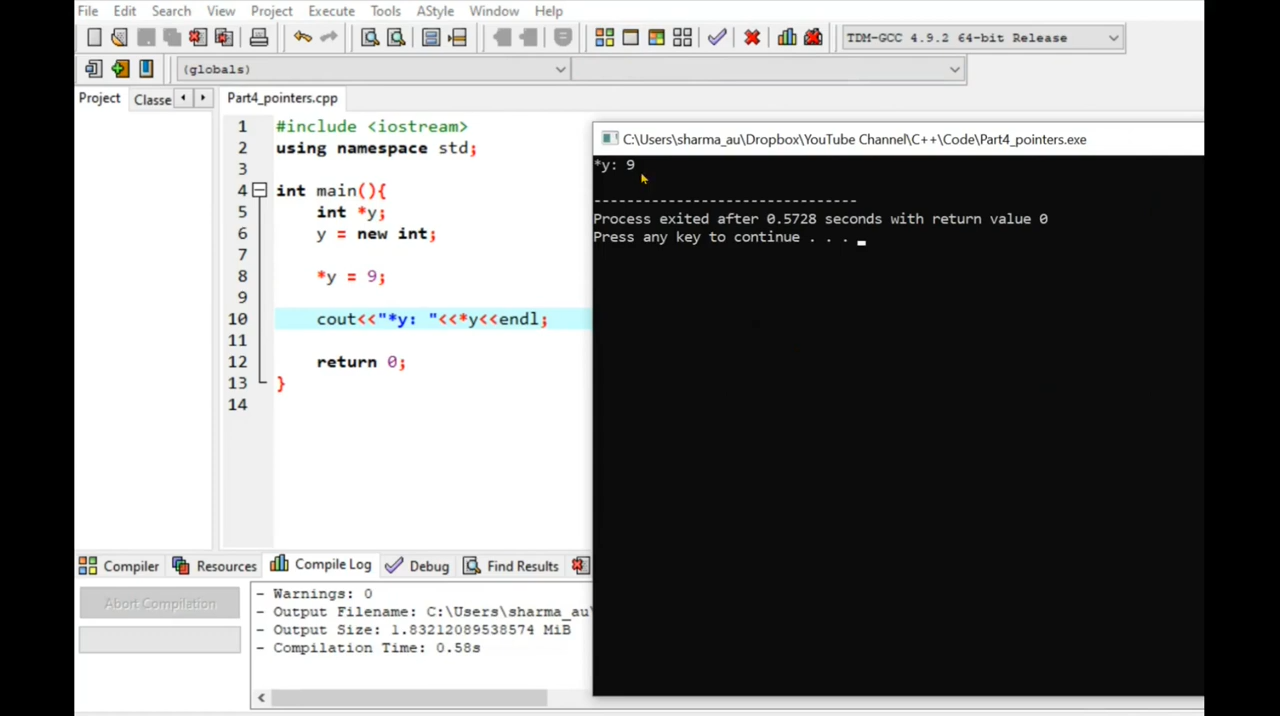 File Edit Search View Project Execute Tools AStyle Window Help
TDM-GCC 4.9.2 64-bit Release
(globals)
Project Classe Part4_pointers.cpp
1 #include <iostream>
2 using namespace std;
3
4 int main(){
5 int *y;
6 y = new int;
7
8 *y = 9;
9
10 cout<<"*y: "<<*y<<endl;
11
12 return 0;
13 }
14
C:\Users\sharma_au\Dropbox\YouTube Channel\C++\Code\Part4_pointers.exe
*y: 9
--------------------------------
Process exited after 0.5728 seconds with return value 0
Press any key to continue . . .
Compiler Resources Compile Log Debug Find Results
Abort Compilation
- Warnings: 0
- Output Filename: C:\Users\sharma_au\
- Output Size: 1.83212089538574 MiB
- Compilation Time: 0.58s